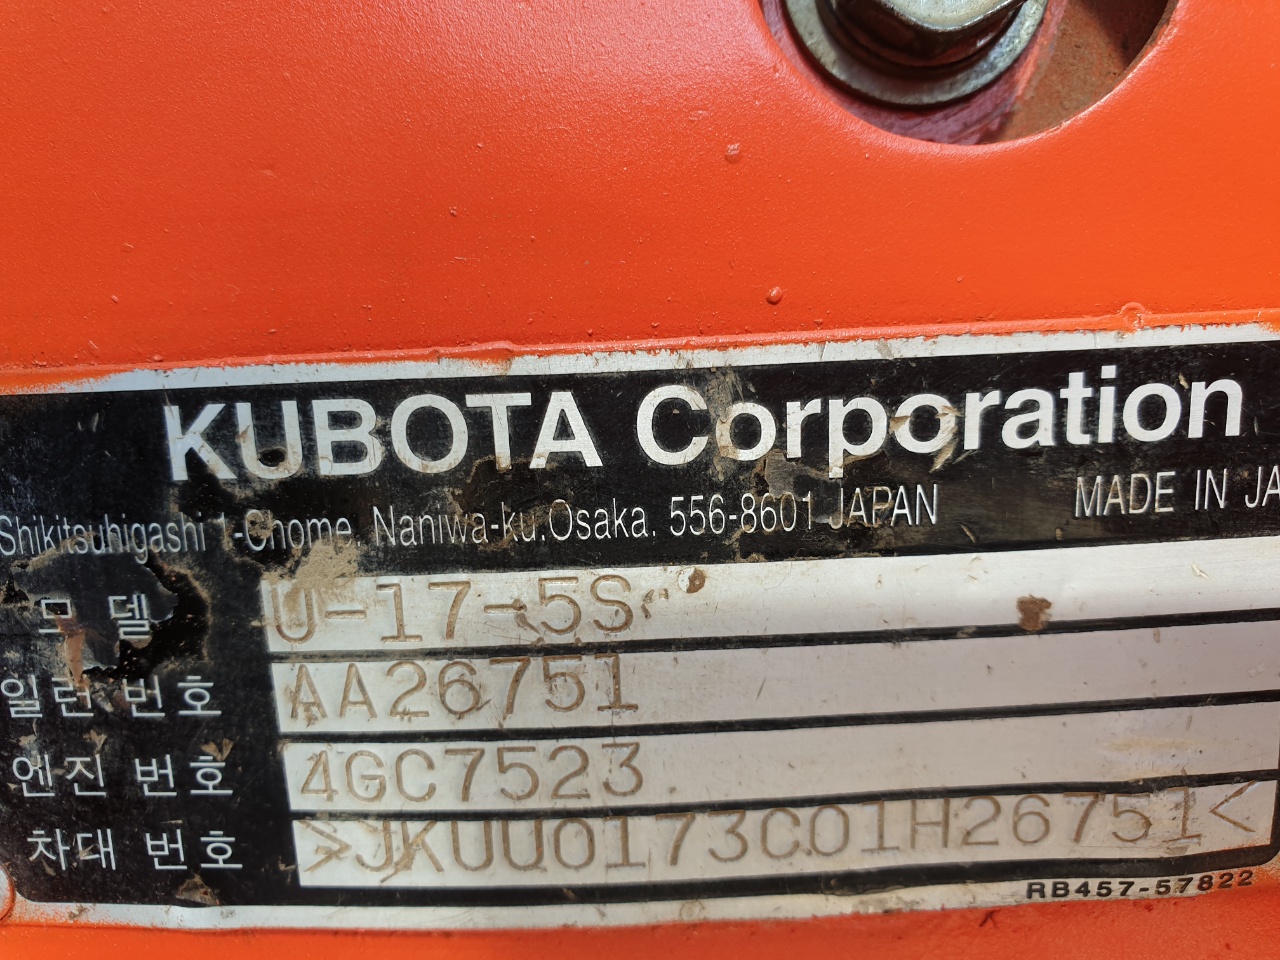 KUBOTA Corporation
Shikitsuhigashi 1-Chome, Naniwa-ku, Osaka, 556-8601 JAPAN MADE IN JA
모 델 U-17-5S
일련 번호 AA26751
엔진 번호 4GC7523
차대 번호 >JKUU0173C01H26751<
RB457-57822